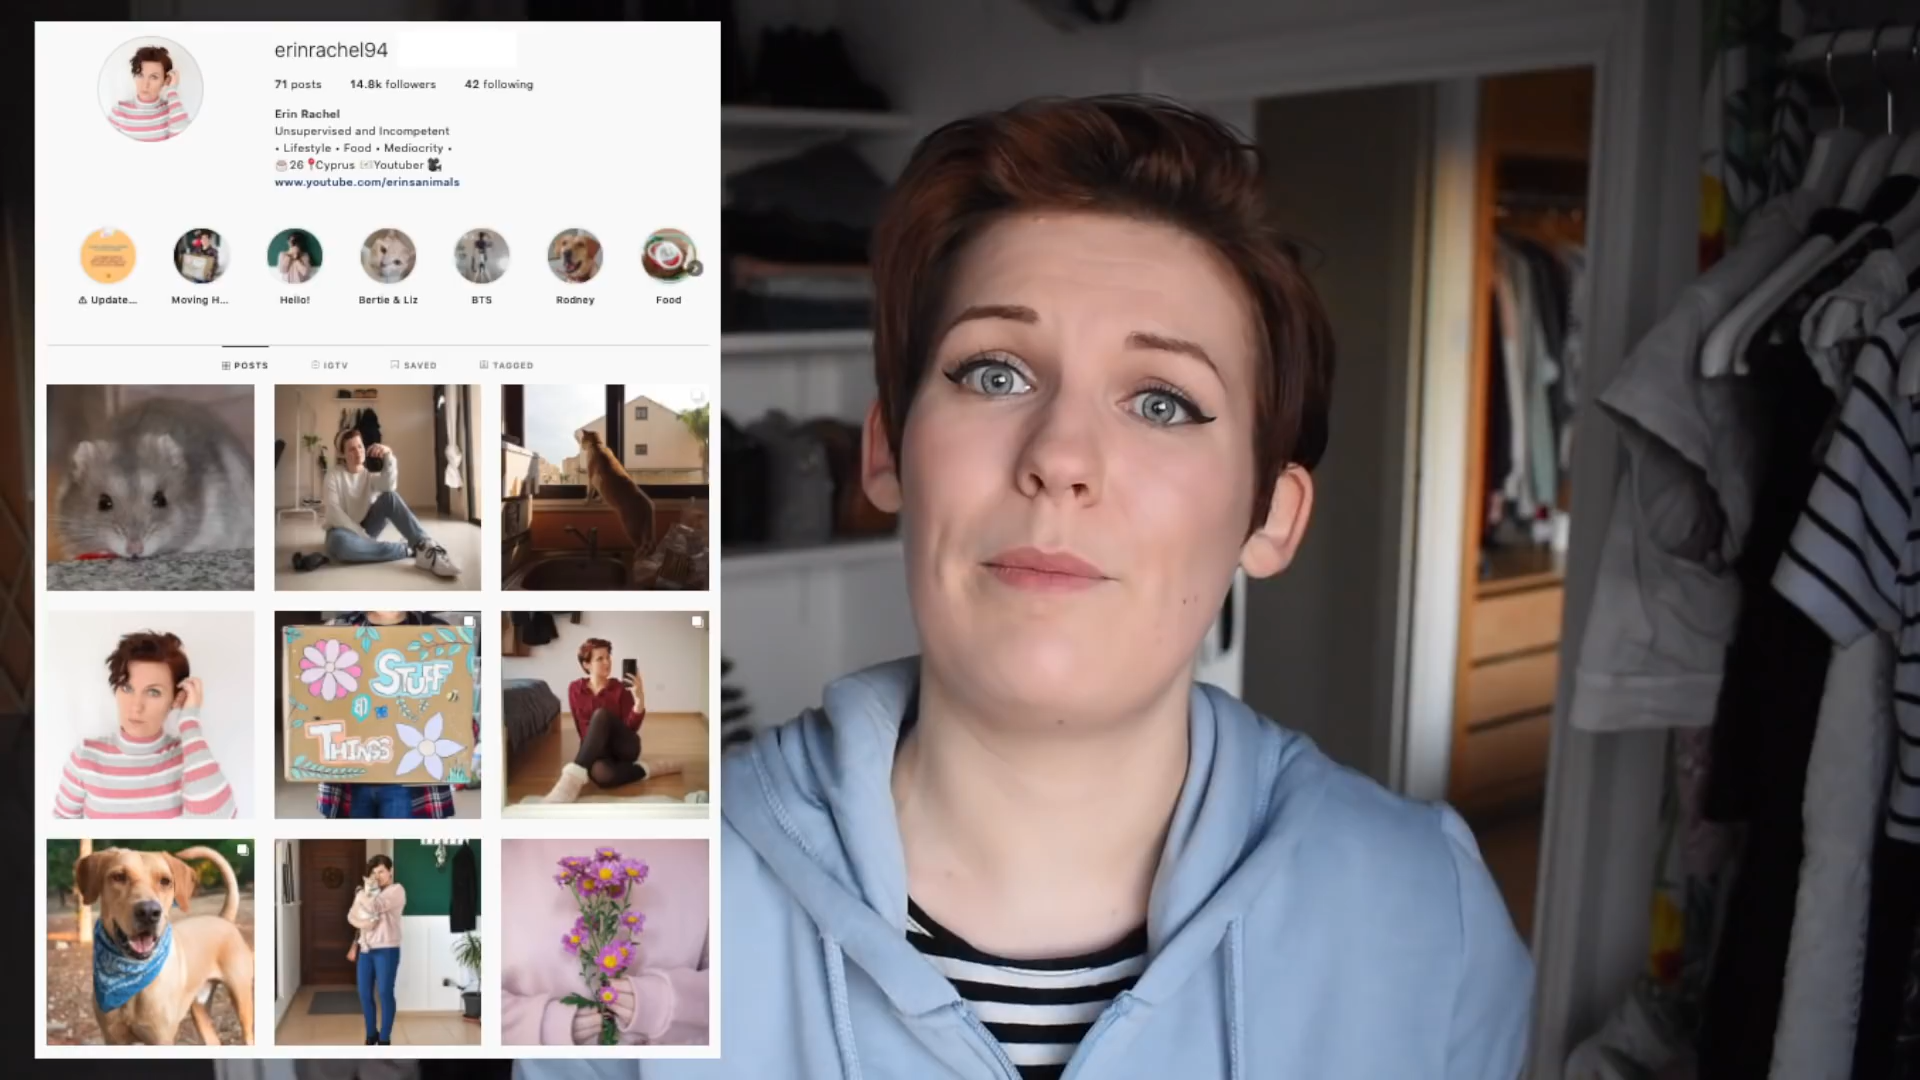 erinrachel94
71 posts 14.8k followers 42 following
Erin Rachel
Unsupervised and Incompetent
• Lifestyle • Food • Mediocrity •
26 Cyprus Youtuber
www.youtube.com/erinsanimals
Update... Moving H... Hello! Bertie & Liz BTS Rodney Food
POSTS IGTV SAVED TAGGED
STUFF
THINGS